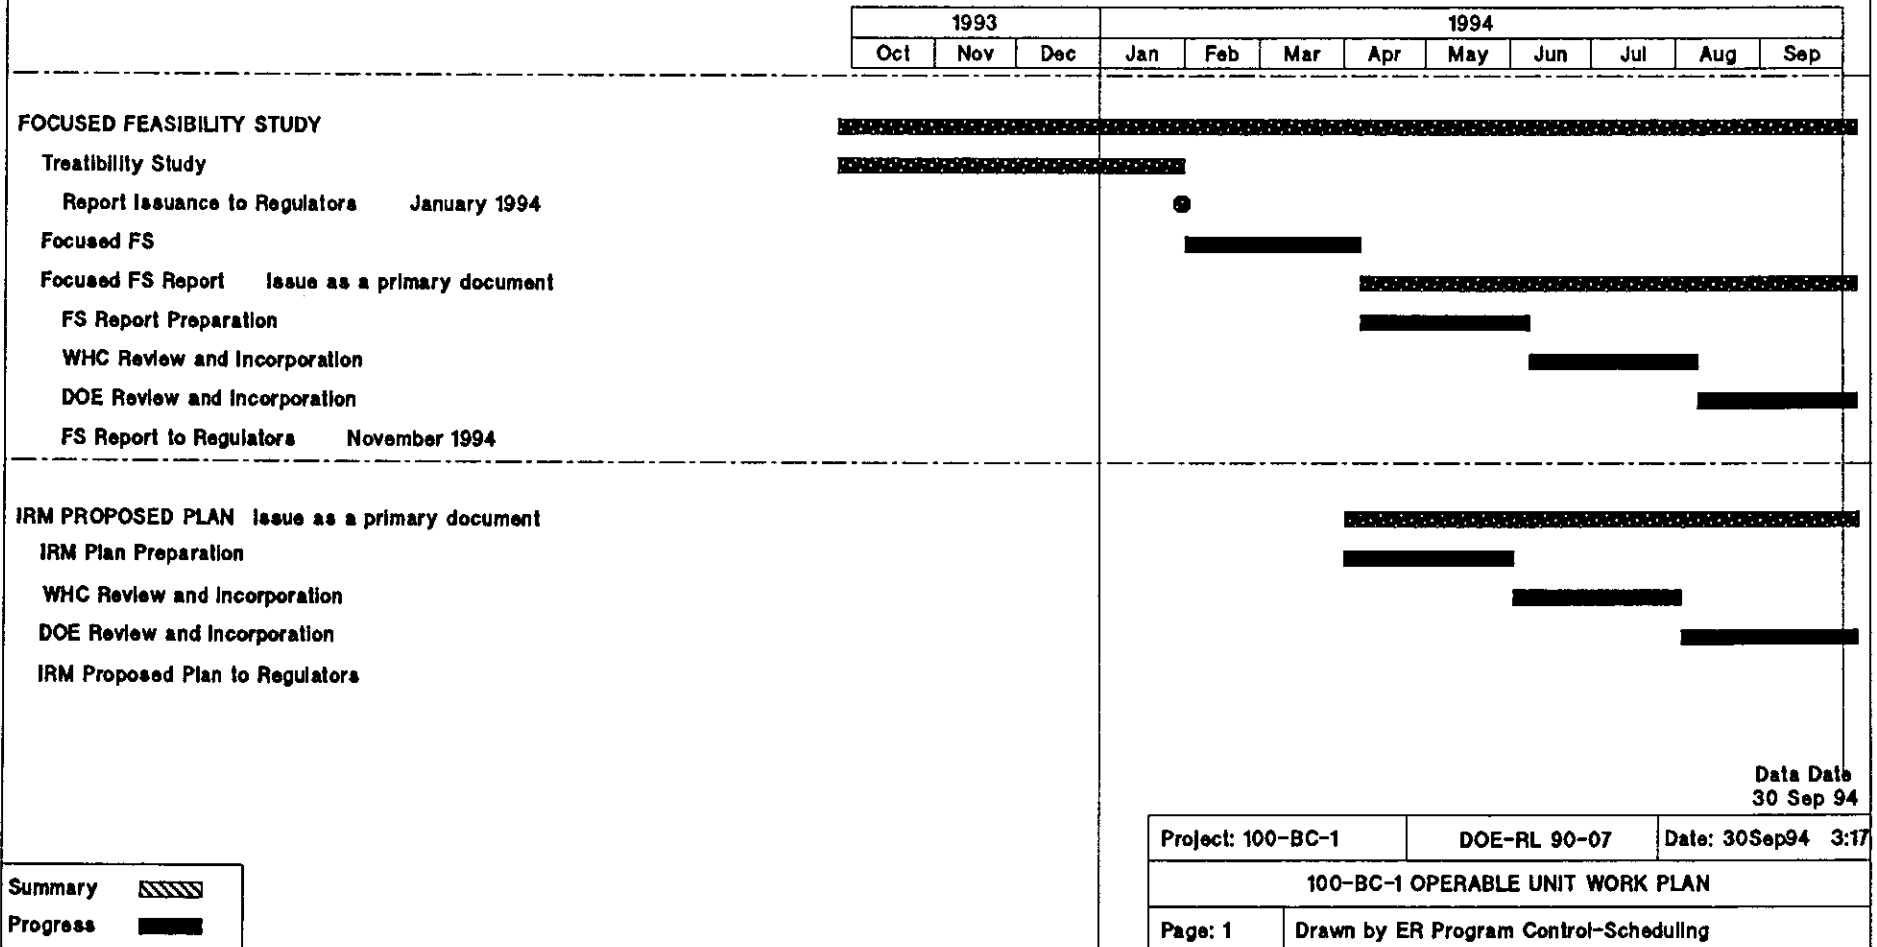 1993 1994
Oct Nov Dec Jan Feb Mar Apr May Jun Jul Aug Sep
FOCUSED FEASIBILITY STUDY
Treatibility Study
Report Issuance to Regulators January 1994
Focused FS
Focused FS Report Issue as a primary document
FS Report Preparation
WHC Review and Incorporation
DOE Review and Incorporation
FS Report to Regulators November 1994
IRM PROPOSED PLAN Issue as a primary document
IRM Plan Preparation
WHC Review and Incorporation
DOE Review and Incorporation
IRM Proposed Plan to Regulators
Data Date
30 Sep 94
Project: 100-BC-1 DOE-RL 90-07 Date: 30Sep94 3:17
100-BC-1 OPERABLE UNIT WORK PLAN
Page: 1 Drawn by ER Program Control-Scheduling
Summary
Progress